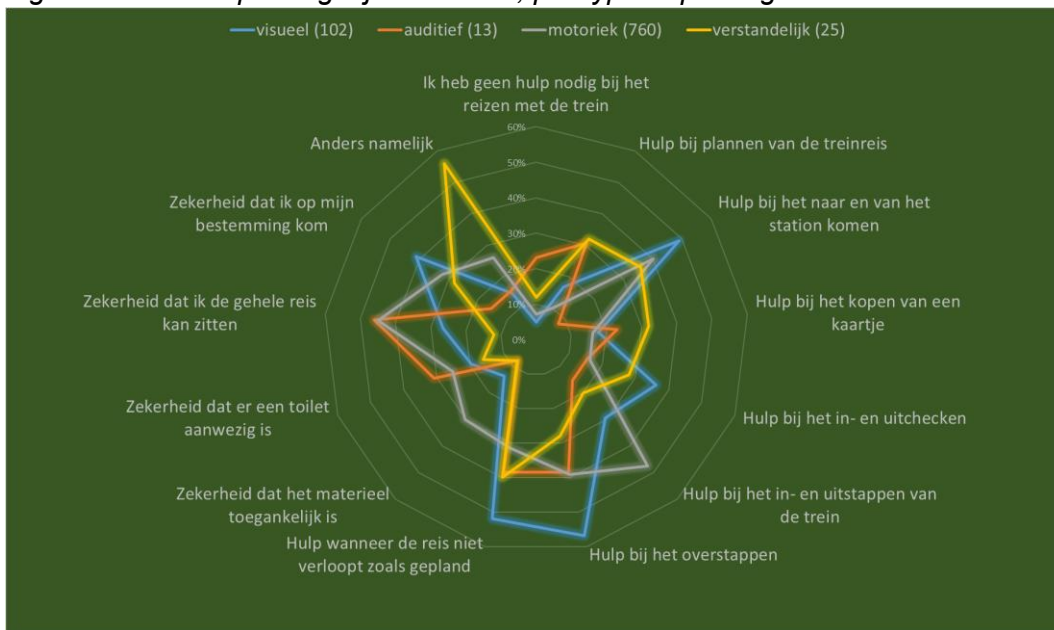 visueel (102) auditief (13) motoriek (760) verstandelijk (25)
Ik heb geen hulp nodig bij het
reizen met de trein
Hulp bij plannen van de treinreis
Hulp bij het naar en van het
station komen
Hulp bij het kopen van een
kaartje
Hulp bij het in- en uitchecken
Hulp bij het in- en uitstappen van
de trein
Hulp bij het overstappen
Hulp wanneer de reis niet
verloopt zoals gepland
Zekerheid dat het materieel
toegankelijk is
Zekerheid dat er een toilet
aanwezig is
Zekerheid dat ik de gehele reis
kan zitten
Zekerheid dat ik op mijn
bestemming kom
Anders namelijk
60%
50%
40%
30%
20%
10%
0%